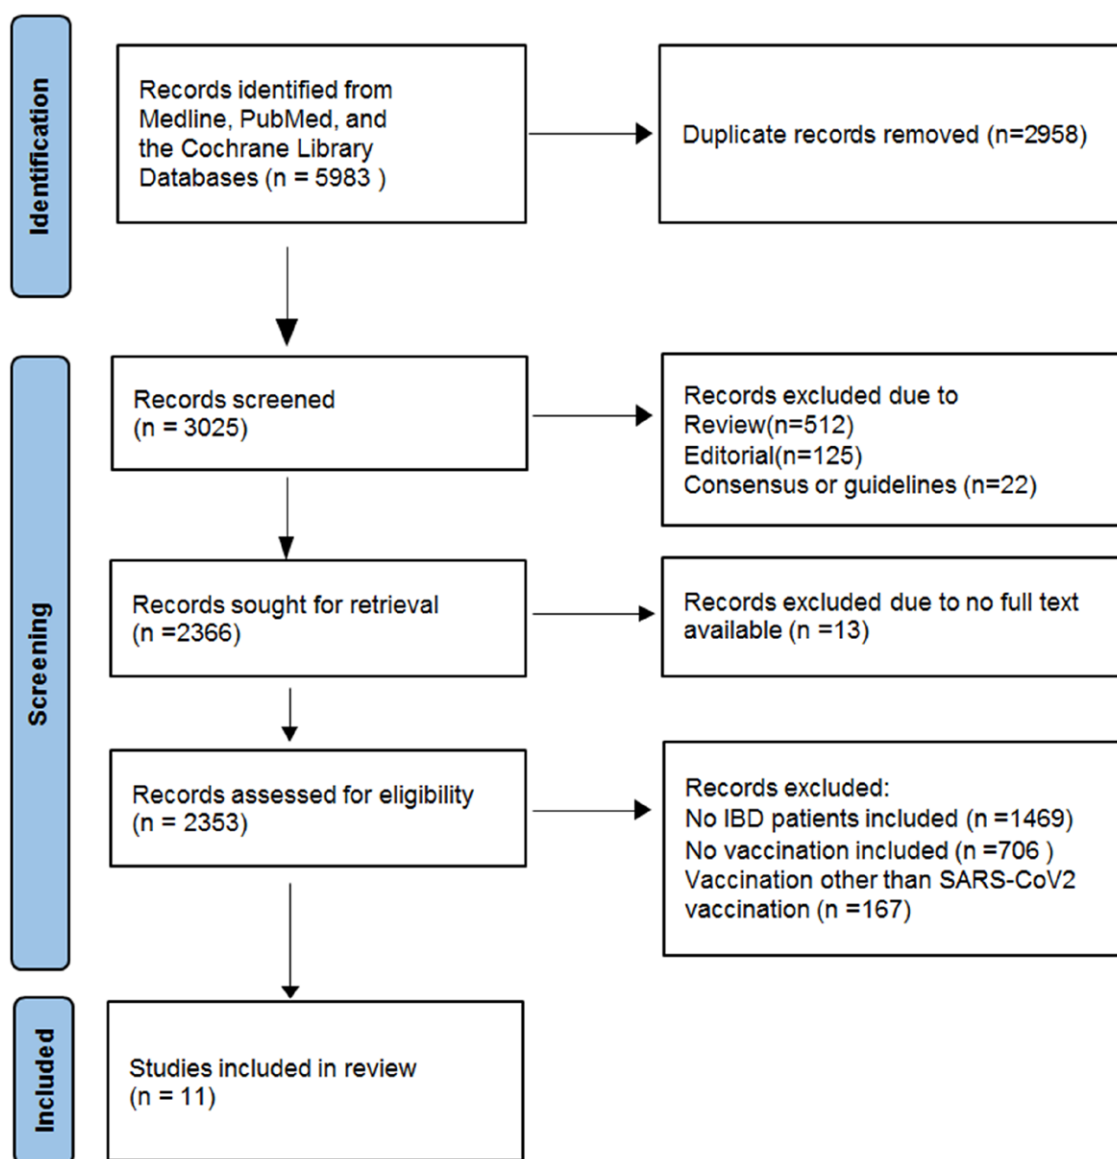 Identification
Records identified from
Medline, PubMed, and
the Cochrane Library
Databases (n = 5983 )
Duplicate records removed (n=2958)
Screening
Records screened
(n = 3025)
Records excluded due to
Review(n=512)
Editorial(n=125)
Consensus or guidelines (n=22)
Records sought for retrieval
(n =2366)
Records excluded due to no full text
available (n =13)
Records assessed for eligibility
(n = 2353)
Records excluded:
No IBD patients included (n =1469)
No vaccination included (n =706 )
Vaccination other than SARS-CoV2
vaccination (n =167)
Included
Studies included in review
(n = 11)